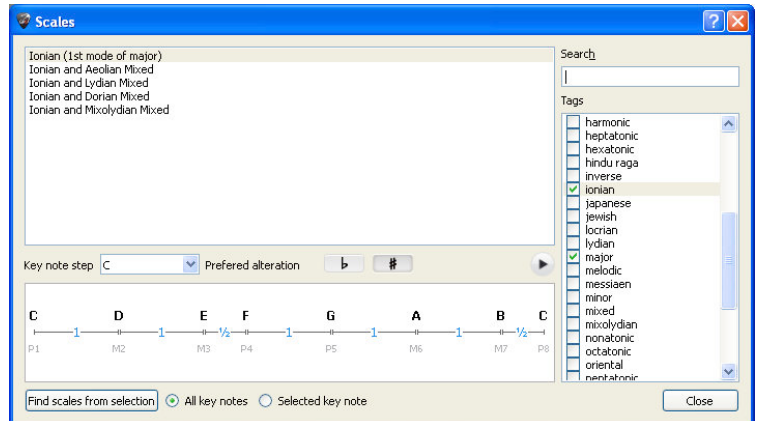 Scales
Ionian (1st mode of major)
Ionian and Aeolian Mixed
Ionian and Lydian Mixed
Ionian and Dorian Mixed
Ionian and Mixolydian Mixed
Search
Tags
harmonic
heptatonic
hexatonic
hindu raga
inverse
ionian
japanese
jewish
locrian
lydian
major
melodic
messiaen
minor
mixed
mixolydian
nonatonic
octatonic
oriental
pentatonic
Key note step C Prefered alteration ♭ #
C D E F G A B C
1 1 ½ 1 1 1 ½
P1 M2 M3 P4 P5 M6 M7 P8
Find scales from selection All key notes Selected key note Close